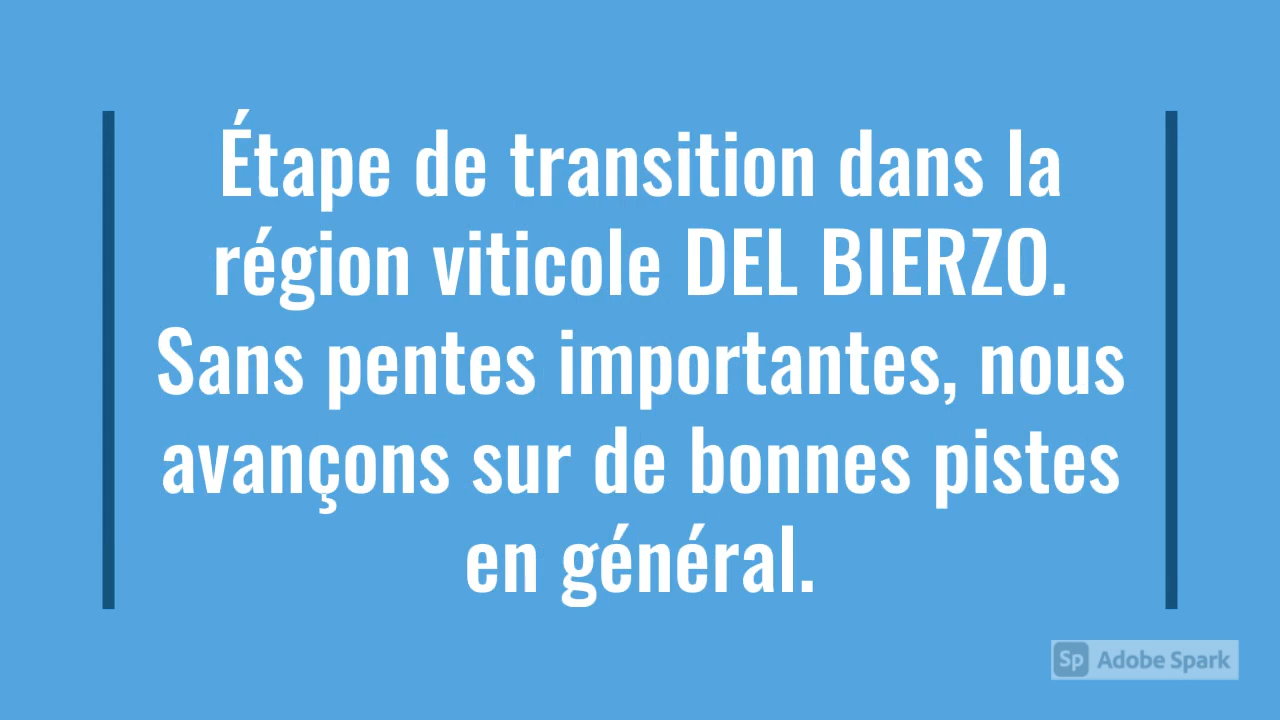 Étape de transition dans la
région viticole DEL BIERZO.
Sans pentes importantes, nous
avançons sur de bonnes pistes
en général.
Sp Adobe Spark